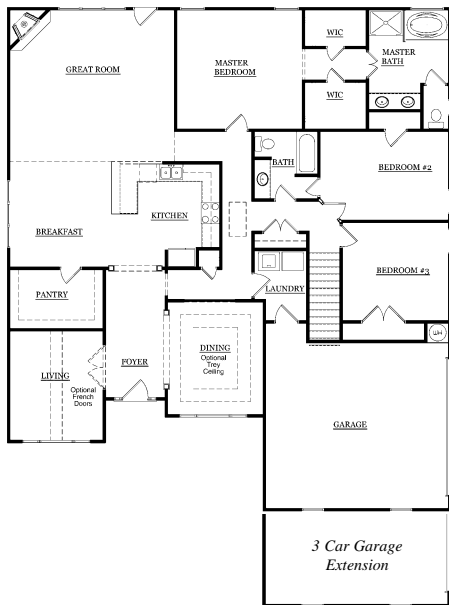 WIC
MASTER
BATH
GREAT ROOM
MASTER
BEDROOM
WIC
BATH
BEDROOM #2
KITCHEN
BREAKFAST
BEDROOM #3
LAUNDRY
PANTRY
WH
DINING
Optional
Trey
Ceiling
FOYER
LIVING
Optional
French
Doors
GARAGE
3 Car Garage
Extension